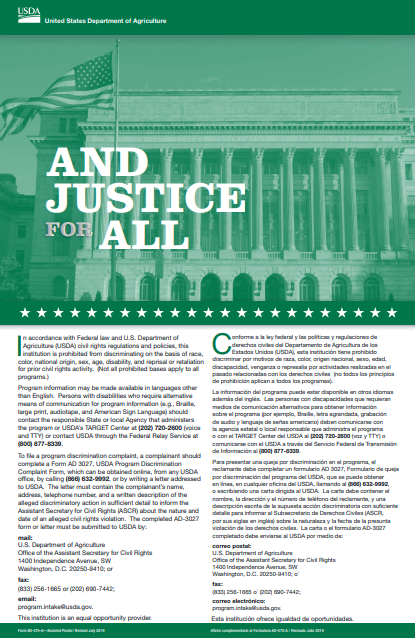 USDA
United States Department of Agriculture
AND
JUSTICE
FOR ALL
In accordance with Federal law and U.S. Department of
Agriculture (USDA) civil rights regulations and policies, this
institution is prohibited from discriminating on the basis of race,
color, national origin, sex, age, disability, and reprisal or retaliation
for prior civil rights activity. (Not all prohibited bases apply to all
programs.)
Program information may be made available in languages other
than English. Persons with disabilities who require alternative
means of communication for program information (e.g., Braille,
large print, audiotape, and American Sign Language) should
contact the responsible State or local Agency that administers
the program or USDA's TARGET Center at (202) 720-2600 (voice
and TTY) or contact USDA through the Federal Relay Service at
(800) 877-8339.
To file a program discrimination complaint, a complainant should
complete a Form AD 3027, USDA Program Discrimination
Complaint Form, which can be obtained online, from any USDA
office, by calling (866) 632-9992, or by writing a letter addressed
to USDA. The letter must contain the complainant's name,
address, telephone number, and a written description of the
alleged discriminatory action in sufficient detail to inform the
Assistant Secretary for Civil Rights (ASCR) about the nature and
date of an alleged civil rights violation. The completed AD-3027
form or letter must be submitted to USDA by:
mail:
U.S. Department of Agriculture
Office of the Assistant Secretary for Civil Rights
1400 Independence Avenue, SW
Washington, D.C. 20250-9410; or
fax:
(833) 256-1665 or (202) 690-7442;
email:
program.intake@usda.gov.
This institution is an equal opportunity provider.
Conforme a la ley federal y las políticas y regulaciones de
derechos civiles del Departamento de Agricultura de los
Estados Unidos (USDA), esta institución tiene prohibido
discriminar por motivos de raza, color, origen nacional, sexo, edad,
discapacidad, venganza o represalia por actividades realizadas en el
pasado relacionadas con los derechos civiles (no todos los principios
de prohibición aplican a todos los programas).
La información del programa puede estar disponible en otros idiomas
además del inglés. Las personas con discapacidades que requieran
medios de comunicación alternativos para obtener información
sobre el programa (por ejemplo, Braille, letra agrandada, grabación
de audio y lenguaje de señas americano) deben comunicarse con
la agencia estatal o local responsable que administra el programa
o con el TARGET Center del USDA al (202) 720-2600 (voz y TTY) o
comunicarse con el USDA a través del Servicio Federal de Transmisión
de Información al (800) 877-8339.
Para presentar una queja por discriminación en el programa, el
reclamante debe completar un formulario AD 3027, Formulario de queja
por discriminación del programa del USDA, que se puede obtener
en línea, en cualquier oficina del USDA, llamando al (866) 632-9992,
o escribiendo una carta dirigida al USDA. La carta debe contener el
nombre, la dirección y el número de teléfono del reclamante, y una
descripción escrita de la supuesta acción discriminatoria con suficiente
detalle para informar al Subsecretario de Derechos Civiles (ASCR,
por sus siglas en inglés) sobre la naturaleza y la fecha de la presunta
violación de los derechos civiles. La carta o el formulario AD-3027
completado debe enviarse al USDA por medio de:
correo postal:
U.S. Department of Agriculture
Office of the Assistant Secretary for Civil Rights
1400 Independence Avenue, SW
Washington, D.C. 20250-9410; o'
fax:
(833) 256-1665 o' (202) 690-7442;
correo electrónico:
program.intake@usda.gov.
Esta institución ofrece igualdad de oportunidades.